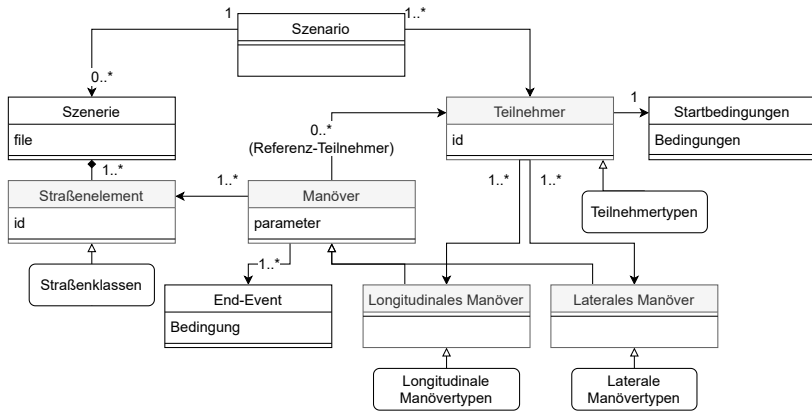 1
Szenario
1..*
0..*
Szenerie
file
0..*
(Referenz-Teilnehmer)
Teilnehmer
id
1
Startbedingungen
Bedingungen
1..*
Straßenelement
id
1..*
Manöver
parameter
1..*
1..*
Teilnehmertypen
Straßenklassen
1..*
End-Event
Bedingung
Longitudinales Manöver
Laterales Manöver
Longitudinale
Manövertypen
Laterale
Manövertypen